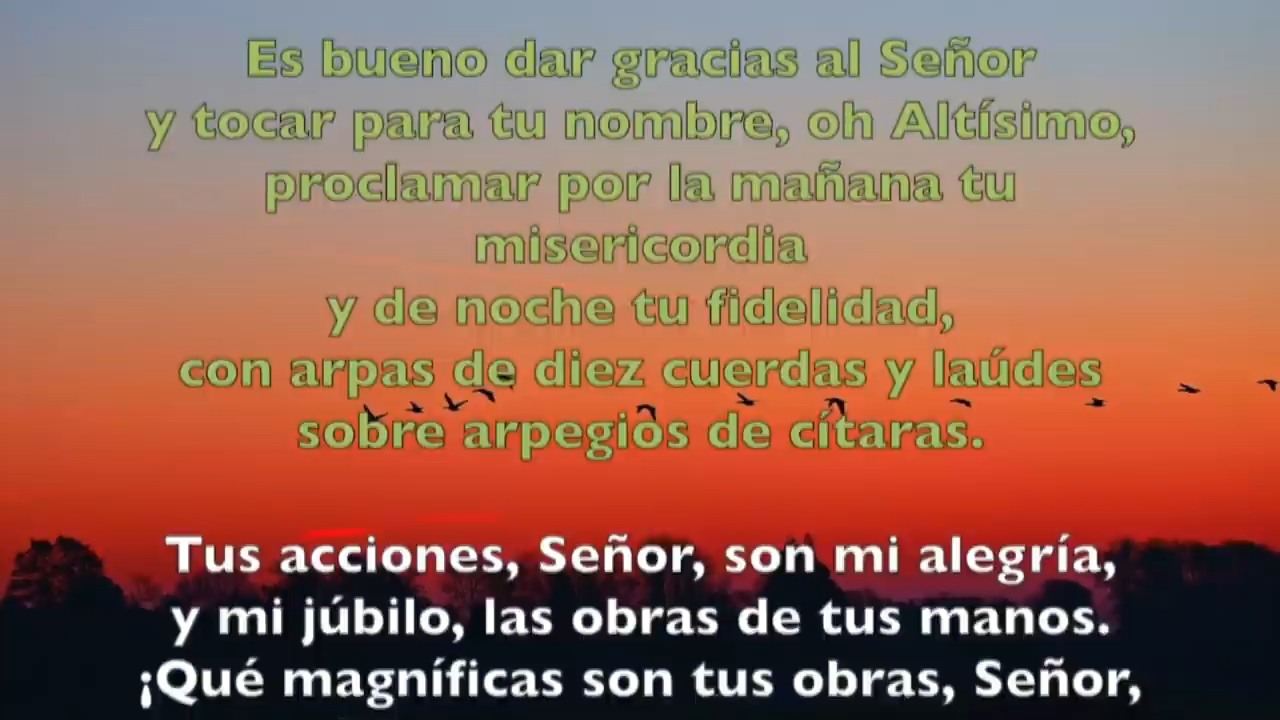 Es bueno dar gracias al Señor
y tocar para tu nombre, oh Altísimo,
proclamar por la mañana tu
misericordia
y de noche tu fidelidad,
con arpas de diez cuerdas y laúdes
sobre arpegios de cítaras.
Tus acciones, Señor, son mi alegría,
y mi júbilo, las obras de tus manos.
¡Qué magníficas son tus obras, Señor,